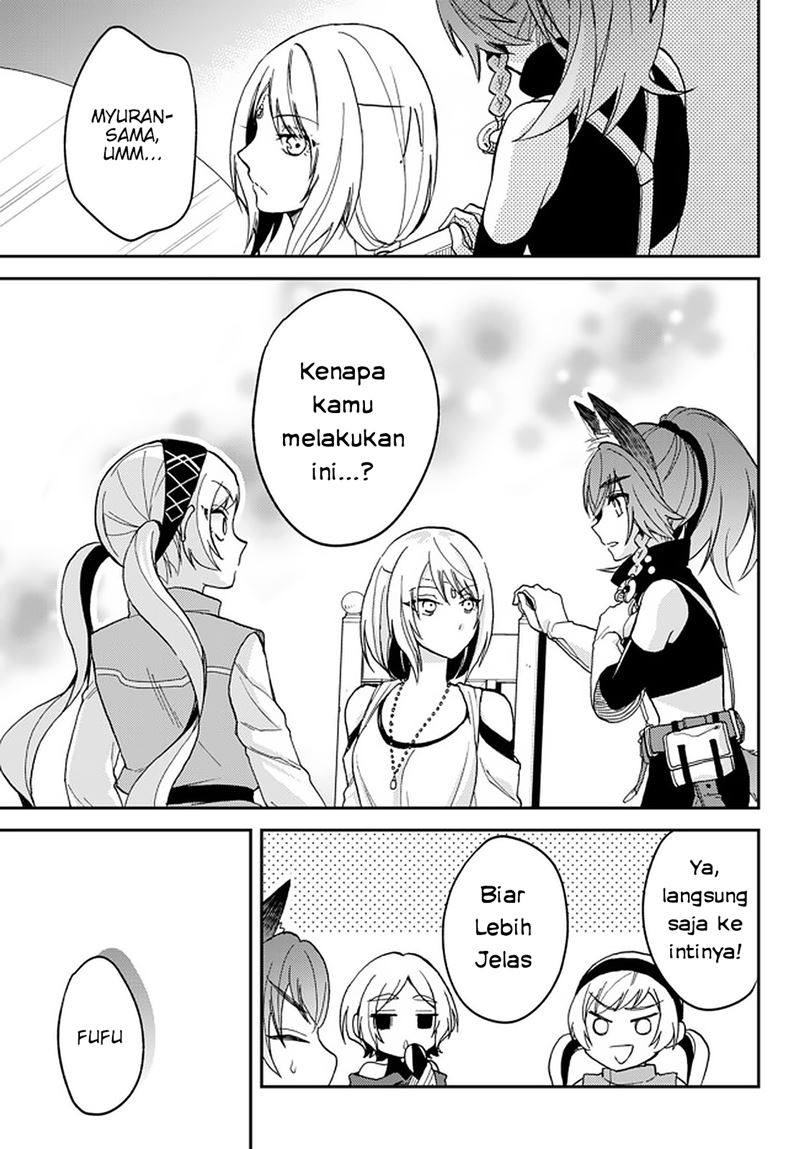 MYURAN-
SAMA,
UMM...
Kenapa
kamu
melakukan
ini...?
Ya,
langsung
saja ke
intinya!
Biar
Lebih
Jelas
FUFU